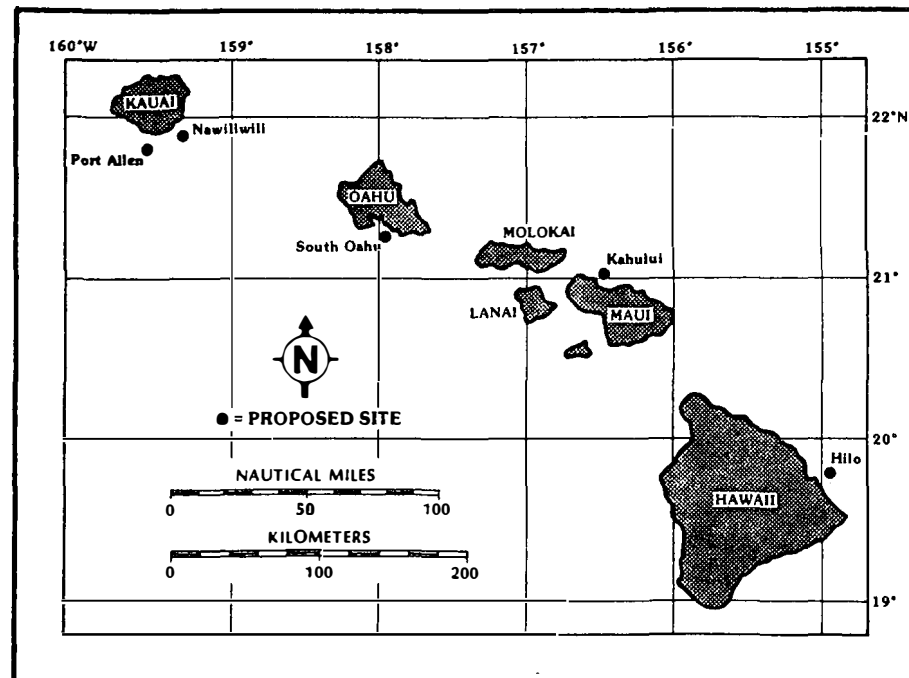 160°W 159° 158° 157° 156° 155°
KAUAI
22°N
Nawiliwili
Port Allen
OAHU
MOLOKAI
South Oahu
Kahului
21°
LANAI
MAUI
N
● = PROPOSED SITE
20°
Hilo
NAUTICAL MILES
HAWAII
0 50 100
KILOMETERS
0 100 200
19°